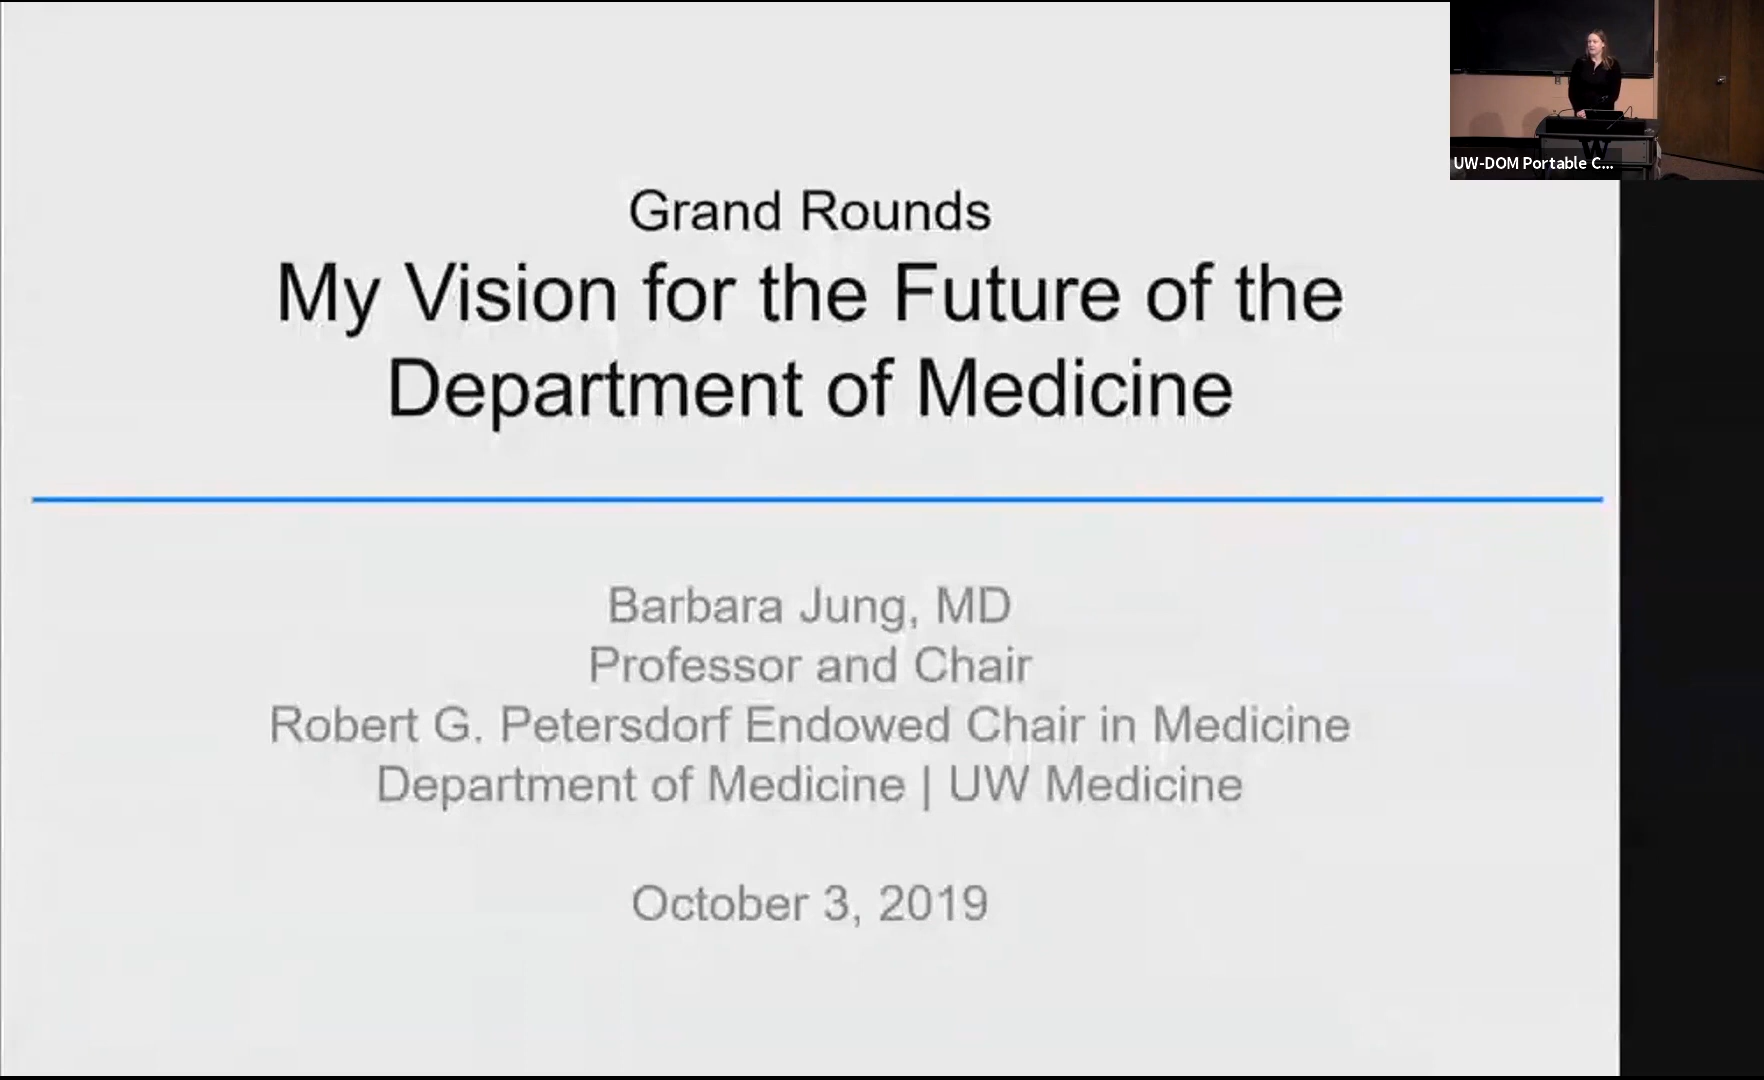 Grand Rounds
My Vision for the Future of the
Department of Medicine
Barbara Jung, MD
Professor and Chair
Robert G. Petersdorf Endowed Chair in Medicine
Department of Medicine | UW Medicine
October 3, 2019
UW-DOM Portable C...
W